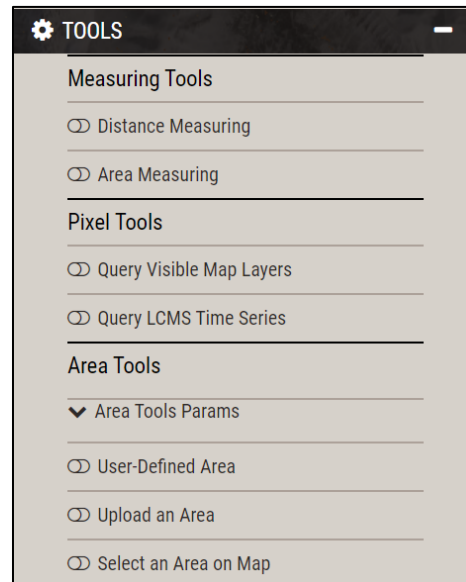 TOOLS
Measuring Tools
Distance Measuring
Area Measuring
Pixel Tools
Query Visible Map Layers
Query LCMS Time Series
Area Tools
Area Tools Params
User-Defined Area
Upload an Area
Select an Area on Map